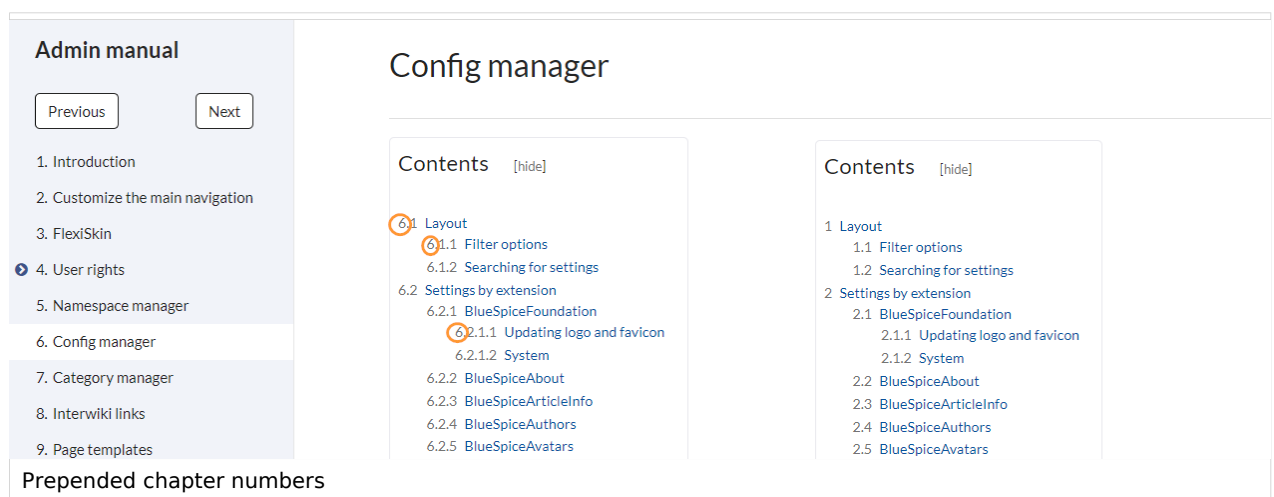 Admin manual
Previous
Next
1. Introduction
2. Customize the main navigation
3. FlexiSkin
4. User rights
5. Namespace manager
6. Config manager
7. Category manager
8. Interwiki links
9. Page templates
Config manager
Contents [hide]
6.1 Layout
6.1.1 Filter options
6.1.2 Searching for settings
6.2 Settings by extension
6.2.1 BlueSpiceFoundation
6.2.1.1 Updating logo and favicon
6.2.1.2 System
6.2.2 BlueSpiceAbout
6.2.3 BlueSpiceArticleInfo
6.2.4 BlueSpiceAuthors
6.2.5 BlueSpiceAvatars
Contents [hide]
1 Layout
1.1 Filter options
1.2 Searching for settings
2 Settings by extension
2.1 BlueSpiceFoundation
2.1.1 Updating logo and favicon
2.1.2 System
2.2 BlueSpiceAbout
2.3 BlueSpiceArticleInfo
2.4 BlueSpiceAuthors
2.5 BlueSpiceAvatars
Prepended chapter numbers